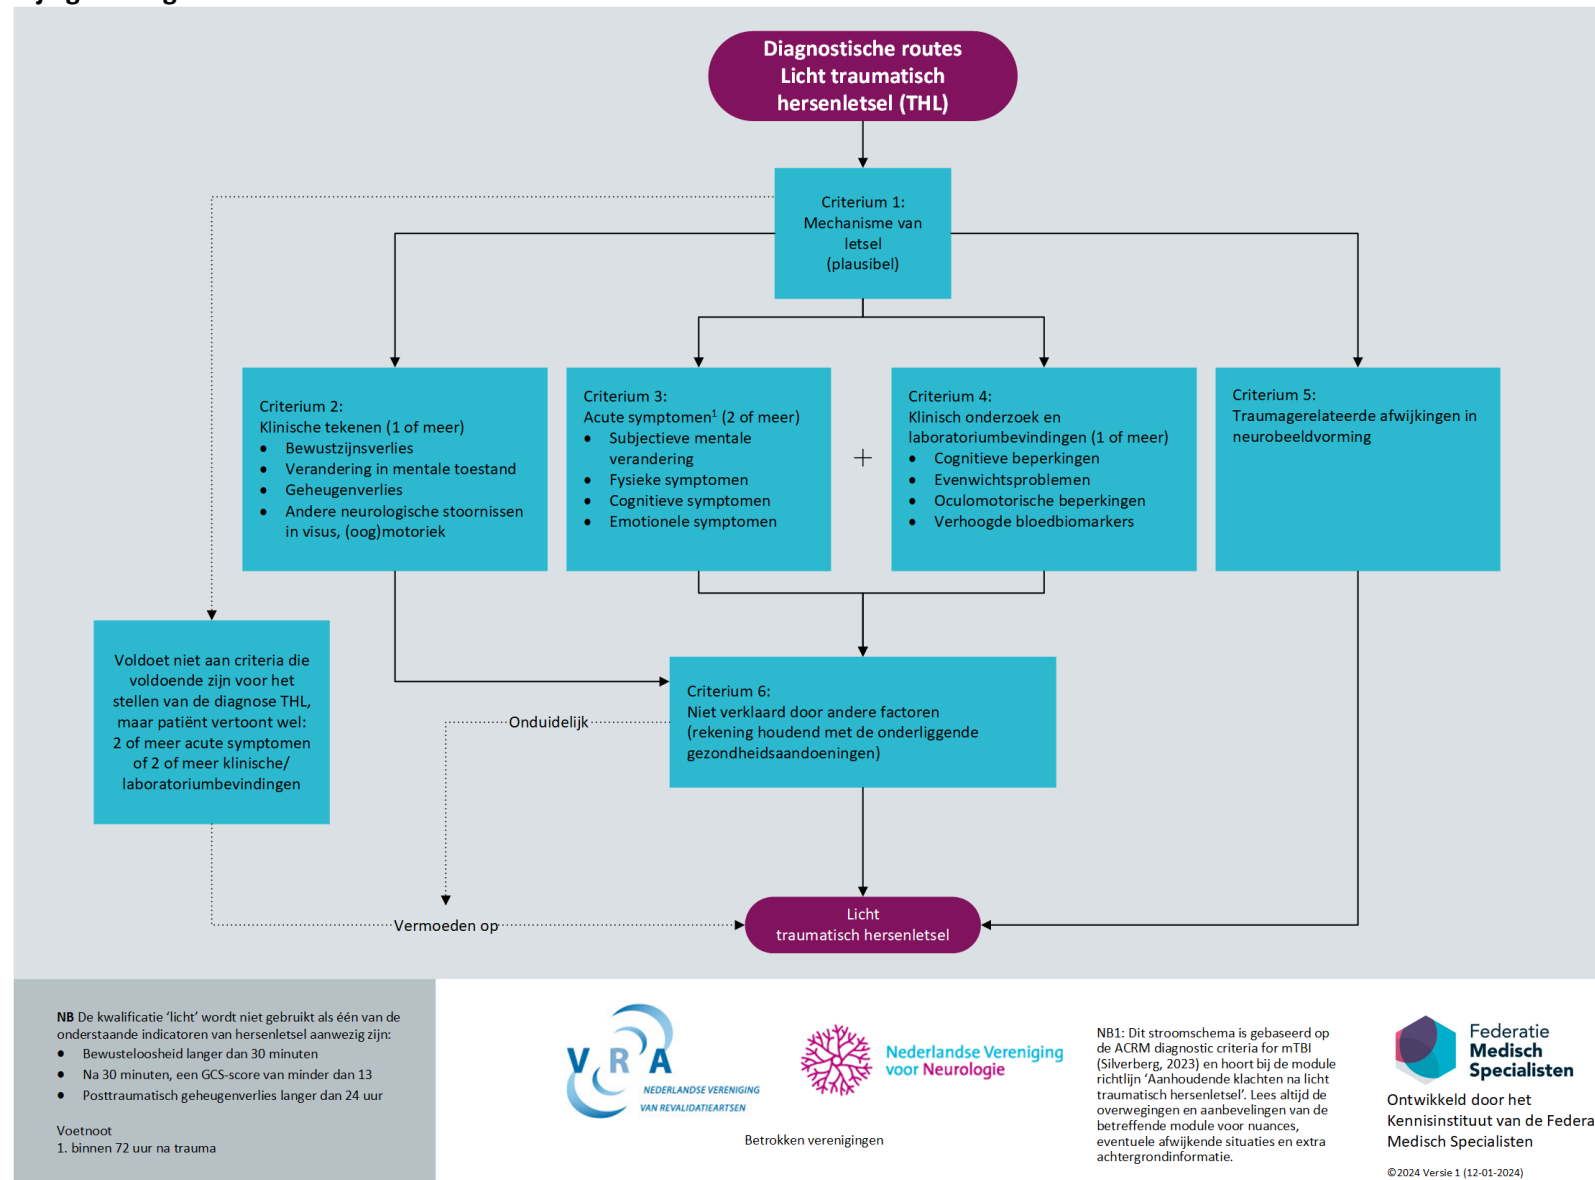 Diagnostische routes
Licht traumatisch
hersenletsel (THL)
Criterium 1:
Mechanisme van
letsel
(plausibel)
Criterium 2:
Klinische tekenen (1 of meer)
• Bewustzijnsverlies
• Verandering in mentale toestand
• Geheugenverlies
• Andere neurologische stoornissen
in visus, (oog)motoriek
Criterium 3:
Acute symptomen¹ (2 of meer)
• Subjectieve mentale
verandering
• Fysieke symptomen
• Cognitieve symptomen
• Emotionele symptomen
+
Criterium 4:
Klinisch onderzoek en
laboratoriumbevindingen (1 of meer)
• Cognitieve beperkingen
• Evenwichtsproblemen
• Oculomotorische beperkingen
• Verhoogde bloedbiomarkers
Criterium 5:
Traumagerelateerde afwijkingen in
neurobeeldvorming
Voldoet niet aan criteria die
voldoende zijn voor het
stellen van de diagnose THL,
maar patiënt vertoont wel:
2 of meer acute symptomen
of 2 of meer klinische/
laboratoriumbevindingen
Criterium 6:
Niet verklaard door andere factoren
(rekening houdend met de onderliggende
gezondheidsaandoeningen)
Onduidelijk
Vermoeden op
Licht
traumatisch hersenletsel
NB De kwalificatie ‘licht’ wordt niet gebruikt als één van de
onderstaande indicatoren van hersenletsel aanwezig zijn:
• Bewusteloosheid langer dan 30 minuten
• Na 30 minuten, een GCS-score van minder dan 13
• Posttraumatisch geheugenverlies langer dan 24 uur
Voetnoot
1. binnen 72 uur na trauma
VRA
NEDERLANDSE VERENIGING
VAN REVALIDATIEARTSEN
Nederlandse Vereniging
voor Neurologie
Betrokken verenigingen
NB1: Dit stroomschema is gebaseerd op
de ACRM diagnostic criteria for mTBI
(Silverberg, 2023) en hoort bij de module
richtlijn ‘Aanhoudende klachten na licht
traumatisch hersenletsel’. Lees altijd de
overwegingen en aanbevelingen van de
betreffende module voor nuances,
eventuele afwijkende situaties en extra
achtergrondinformatie.
Federatie
Medisch
Specialisten
Ontwikkeld door het
Kennisinstituut van de Federa
Medisch Specialisten
©2024 Versie 1 (12-01-2024)